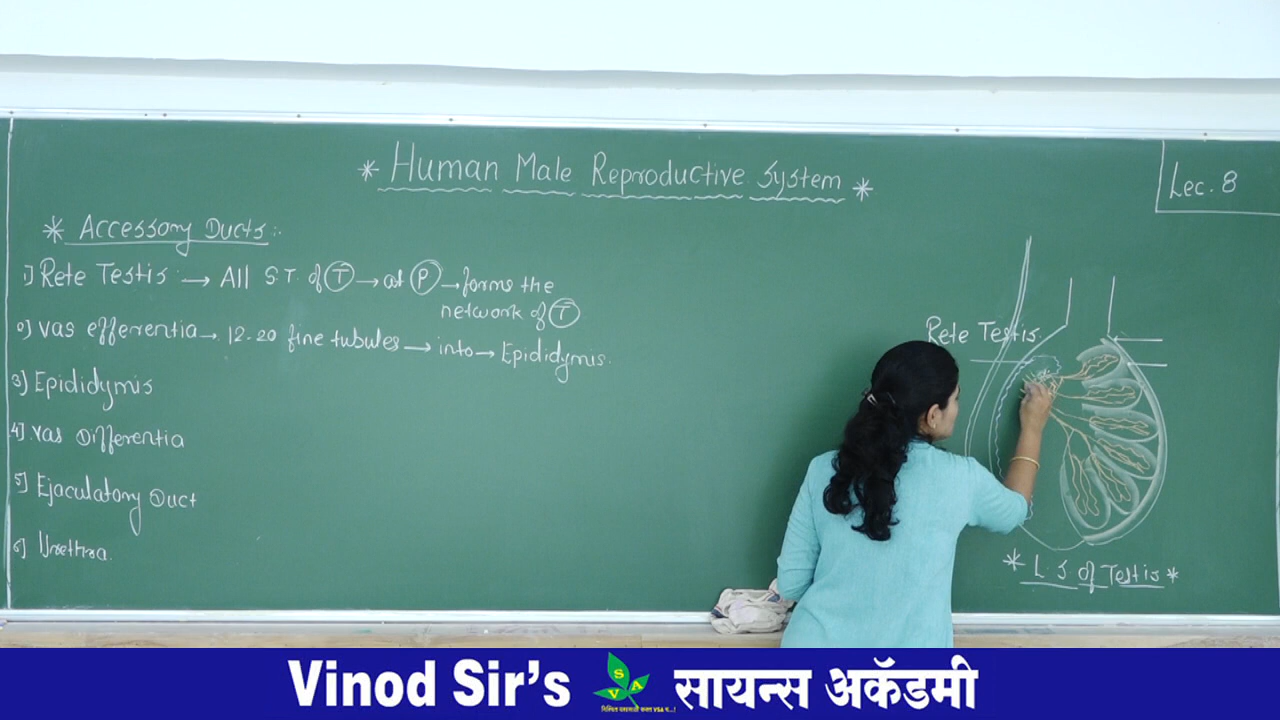 * Human Male Reproductive System *
Lec. 8
* Accessory Ducts:-
1] Rete Testis → All S.T. of Ⓣ → at Ⓟ → forms the
network of Ⓣ
2] Vas efferentia → 12-20 fine tubules → into → Epididymis.
3] Epididymis
4] Vas Differentia
5] Ejaculatory Duct
6] Urethra.
Rete Testis
* L.S of Testis *
Vinod Sir's SVA सायन्स अकॅडमी